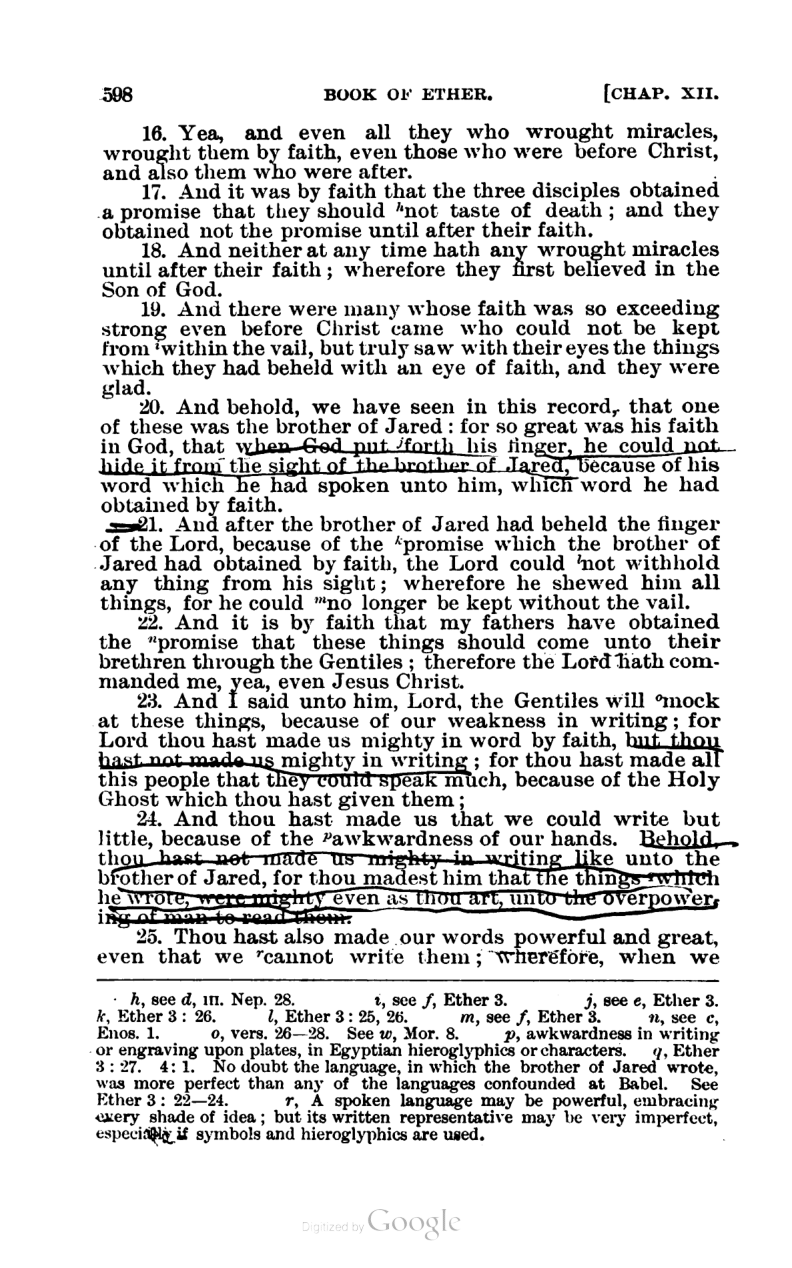 598 BOOK OF ETHER. [CHAP. XII.
16. Yea, and even all they who wrought miracles,
wrought them by faith, even those who were before Christ,
and also them who were after.
17. And it was by faith that the three disciples obtained
a promise that they should ʰnot taste of death; and they
obtained not the promise until after their faith.
18. And neither at any time hath any wrought miracles
until after their faith; wherefore they first believed in the
Son of God.
19. And there were many whose faith was so exceeding
strong even before Christ came who could not be kept
from ⁱwithin the vail, but truly saw with their eyes the things
which they had beheld with an eye of faith, and they were
glad.
20. And behold, we have seen in this record, that one
of these was the brother of Jared: for so great was his faith
in God, that when God put ʲforth his finger, he could not
hide it from the sight of the brother of Jared, because of his
word which he had spoken unto him, which word he had
obtained by faith.
21. And after the brother of Jared had beheld the finger
of the Lord, because of the ᵏpromise which the brother of
Jared had obtained by faith, the Lord could ˡnot withhold
any thing from his sight; wherefore he shewed him all
things, for he could ᵐno longer be kept without the vail.
22. And it is by faith that my fathers have obtained
the ⁿpromise that these things should come unto their
brethren through the Gentiles; therefore the Lord hath com-
manded me, yea, even Jesus Christ.
23. And I said unto him, Lord, the Gentiles will ᵒmock
at these things, because of our weakness in writing; for
Lord thou hast made us mighty in word by faith, but thou
hast not made us mighty in writing; for thou hast made all
this people that they could speak much, because of the Holy
Ghost which thou hast given them;
24. And thou hast made us that we could write but
little, because of the ᵖawkwardness of our hands. Behold,
thou hast not made us mighty in writing like unto the
brother of Jared, for thou madest him that the things which
he wrote, were mighty even as thou art, unto the overpower-
ing of man to read them.
25. Thou hast also made our words powerful and great,
even that we ʳcannot write them; wherefore, when we
h, see d, III. Nep. 28. i, see f, Ether 3. j, see e, Ether 3.
k, Ether 3: 26. l, Ether 3: 25, 26. m, see f, Ether 3. n, see c,
Enos. 1. o, vers. 26—28. See w, Mor. 8. p, awkwardness in writing
or engraving upon plates, in Egyptian hieroglyphics or characters. q, Ether
3: 27. 4: 1. No doubt the language, in which the brother of Jared wrote,
was more perfect than any of the languages confounded at Babel. See
Ether 3: 22—24. r, A spoken language may be powerful, embracing
every shade of idea; but its written representative may be very imperfect,
especially if symbols and hieroglyphics are used.
Digitized by Google